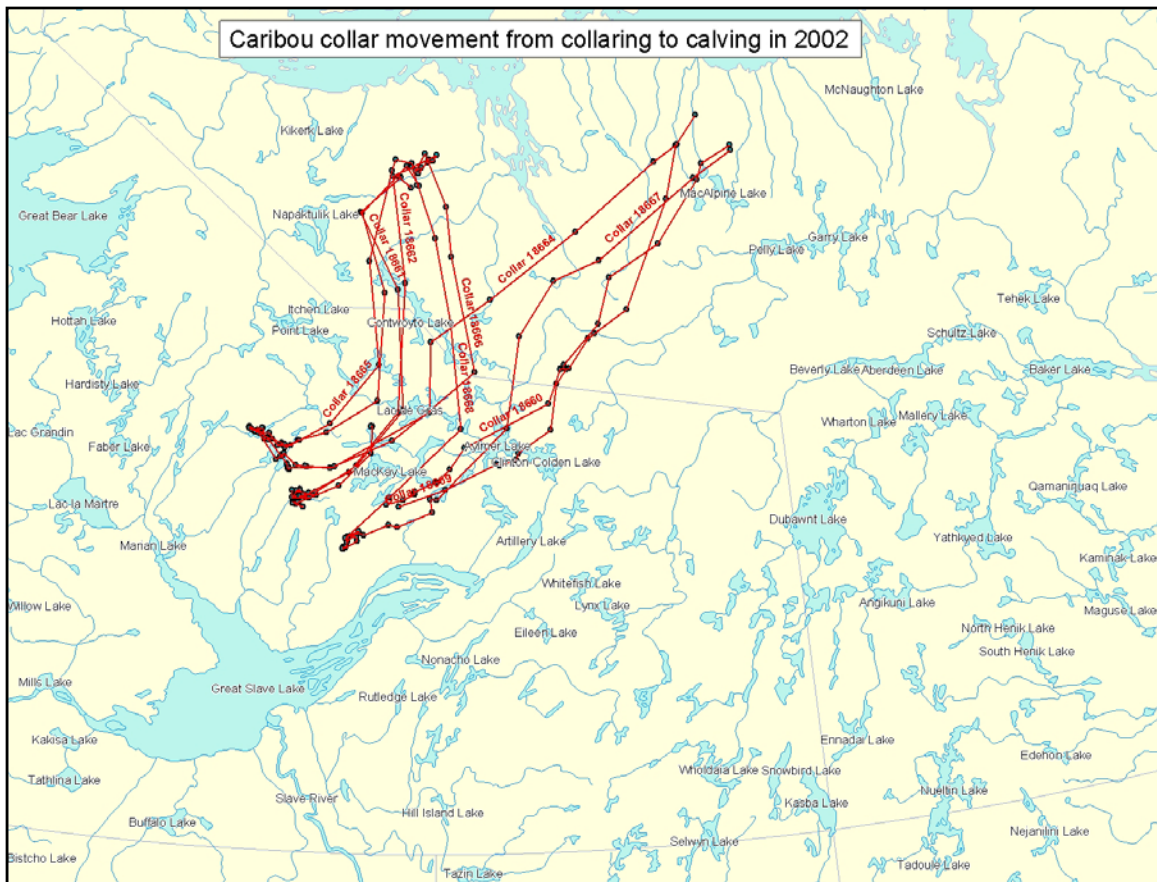 Caribou collar movement from collaring to calving in 2002
McNaughton Lake
Kikerk Lake
MacAlpine Lake
Great Bear Lake
Napaktulik Lake
Collar 18667
Collar 18662
Collar 18664
Garry Lake
Pelly Lake
Collar 18661
Tehek Lake
Itchen Lake
Hottah Lake
Point Lake
Contwoyto Lake
Collar 18666
Schultz Lake
Beverly Lake
Aberdeen Lake
Baker Lake
Hardisty Lake
Collar 18665
Collar 18668
Lac de Gras
Collar 18660
Mallery Lake
Wharton Lake
Lac Grandin
Faber Lake
Aylmer Lake
Clinton-Colden Lake
MacKay Lake
Collar 18669
Qamanirjuaq Lake
Lac la Martre
Dubawnt Lake
Yathkyed Lake
Marian Lake
Artillery Lake
Kaminak Lake
Whitefish Lake
Willow Lake
Lynx Lake
Angikuni Lake
Maguse Lake
Eileen Lake
North Henik Lake
South Henik Lake
Nonacho Lake
Mills Lake
Great Slave Lake
Rutledge Lake
Kakisa Lake
Ennadai Lake
Edehon Lake
Tathlina Lake
Wholdaia Lake
Snowbird Lake
Slave River
Kasba Lake
Nueltin Lake
Buffalo Lake
Hill Island Lake
Nejanilini Lake
Selwyn Lake
Bistcho Lake
Tazin Lake
Tadoule Lake